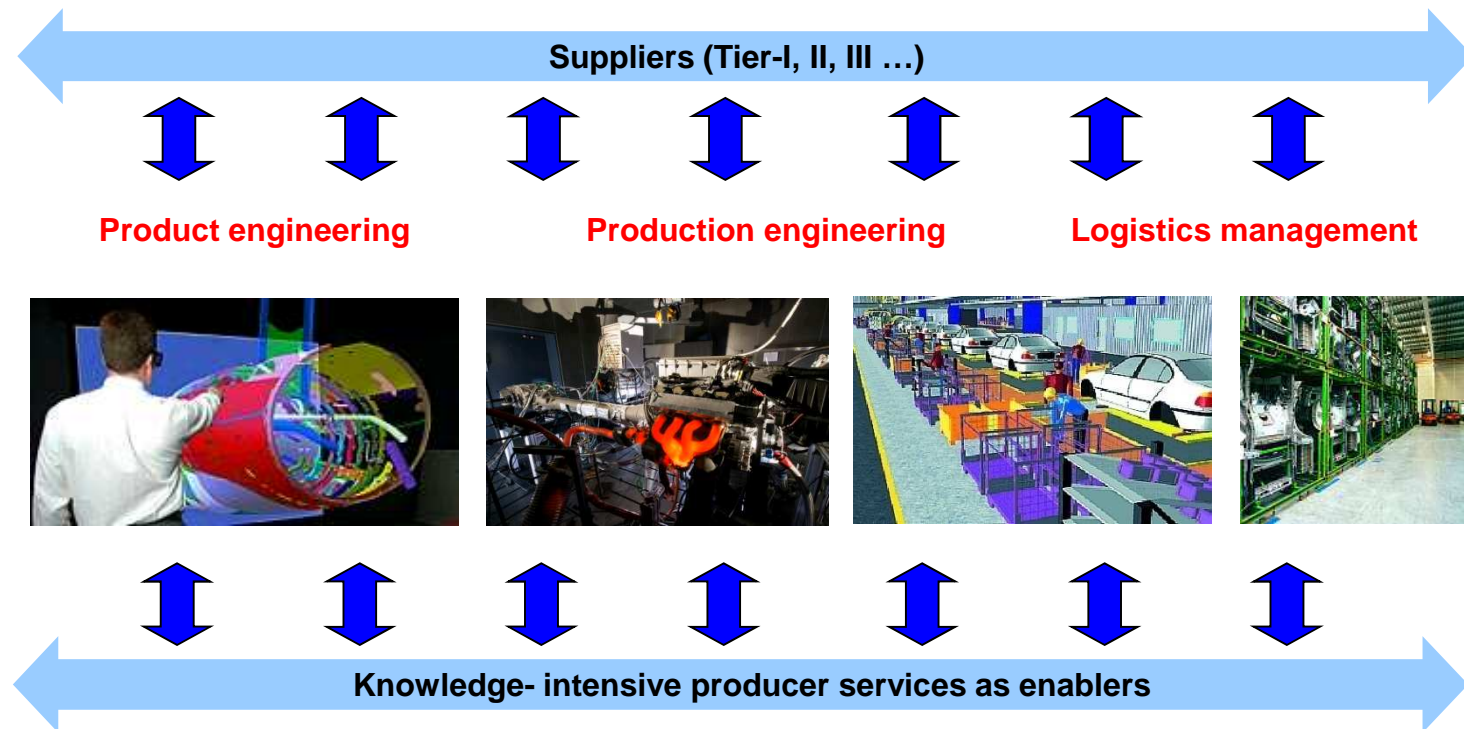 Suppliers (Tier-I, II, III …)
Product engineering Production engineering Logistics management
Knowledge- intensive producer services as enablers